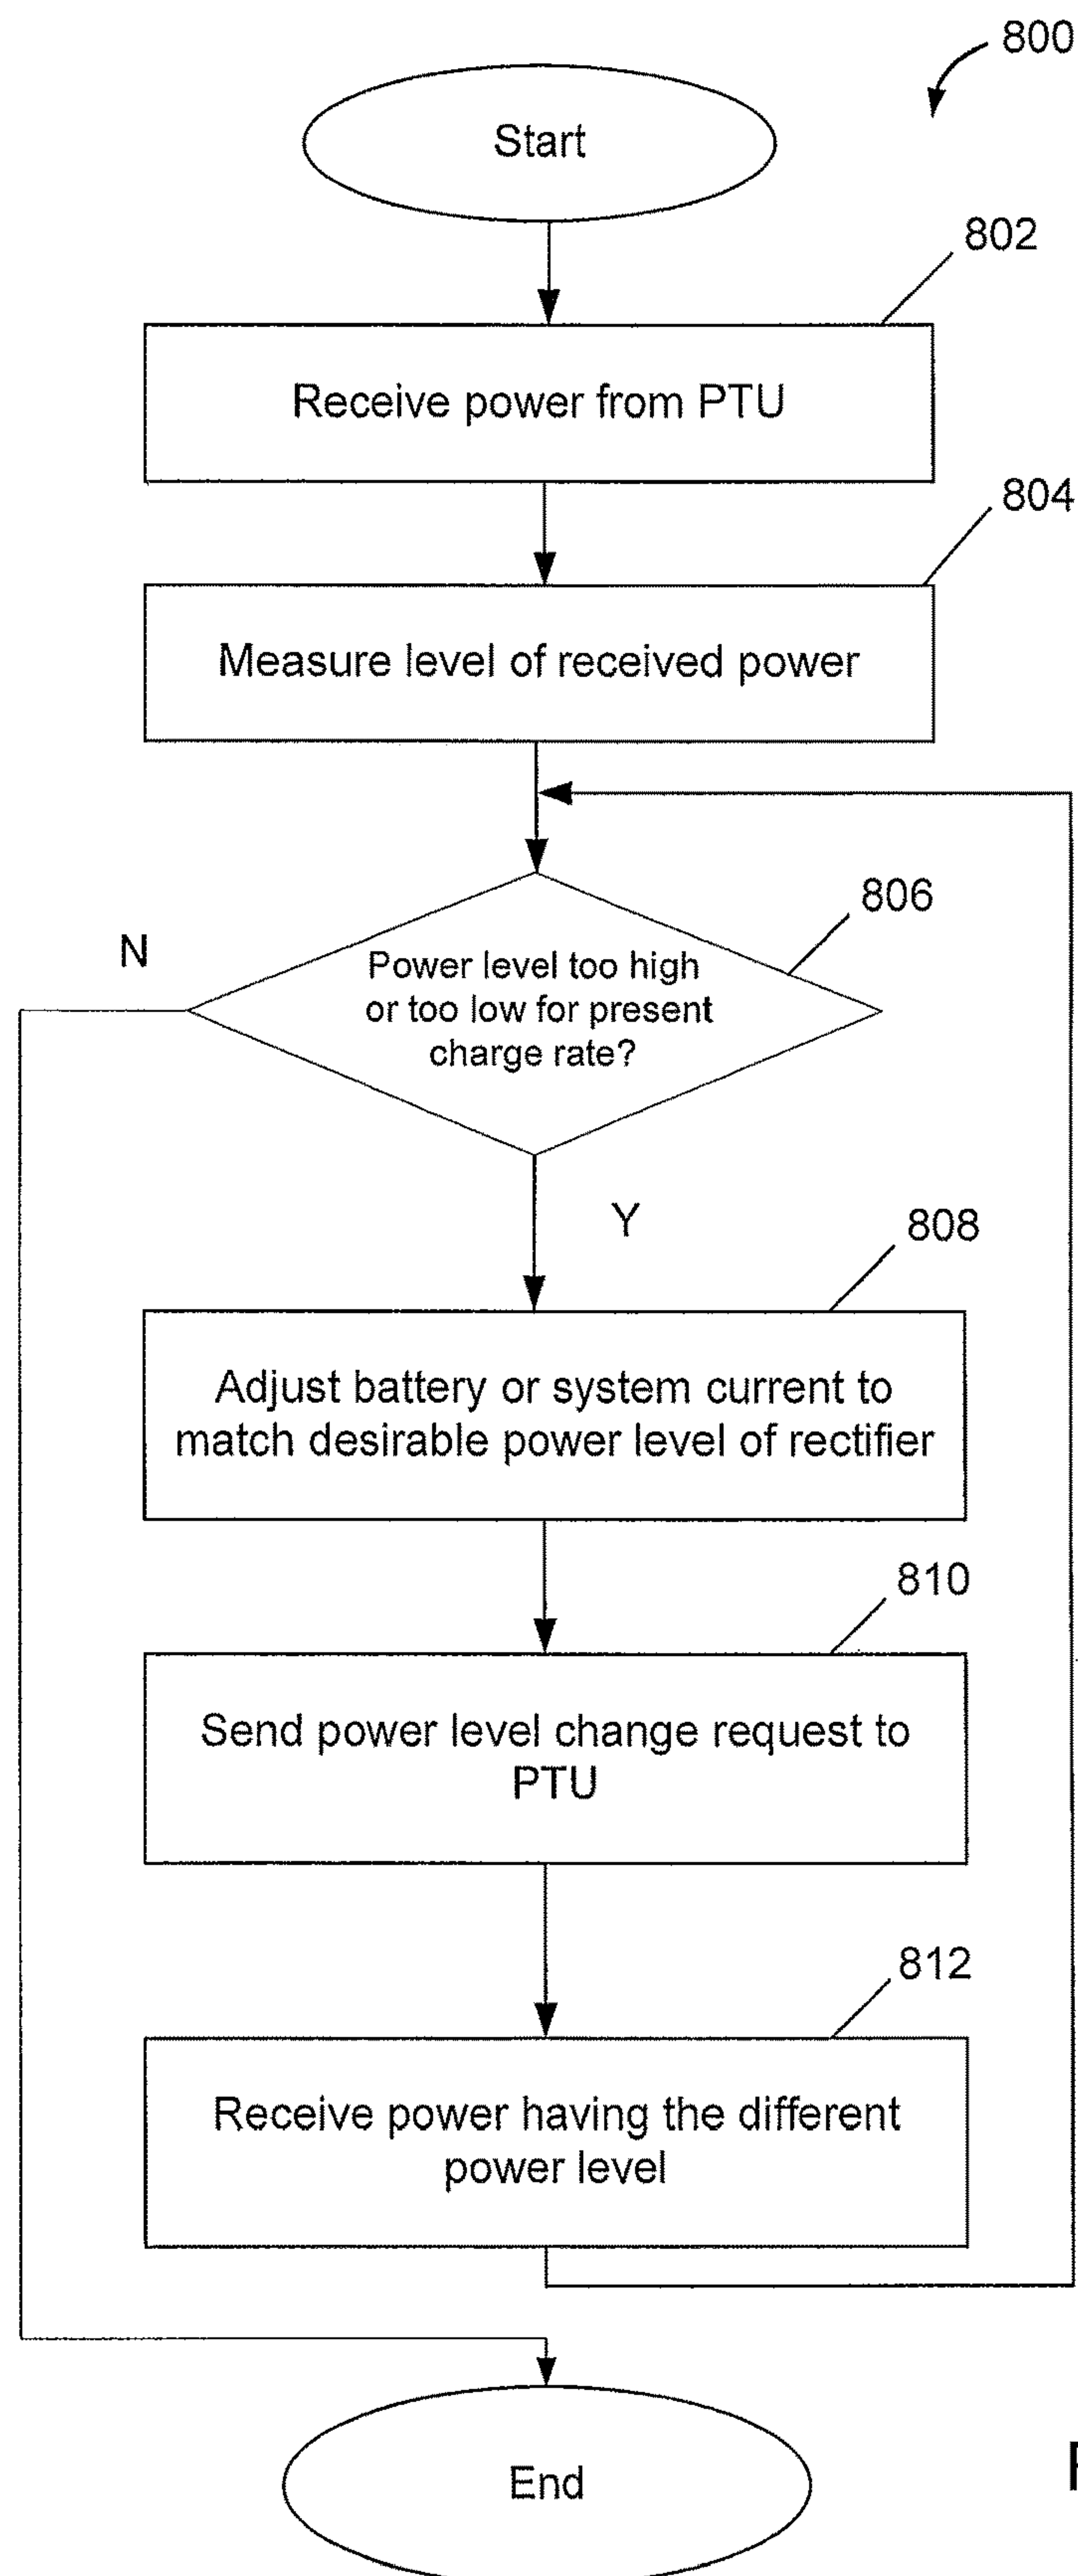 800
Start
802
Receive power from PTU
804
Measure level of received power
806
N
Power level too high
or too low for present
charge rate?
Y
808
Adjust battery or system current to
match desirable power level of rectifier
810
Send power level change request to
PTU
812
Receive power having the different
power level
End